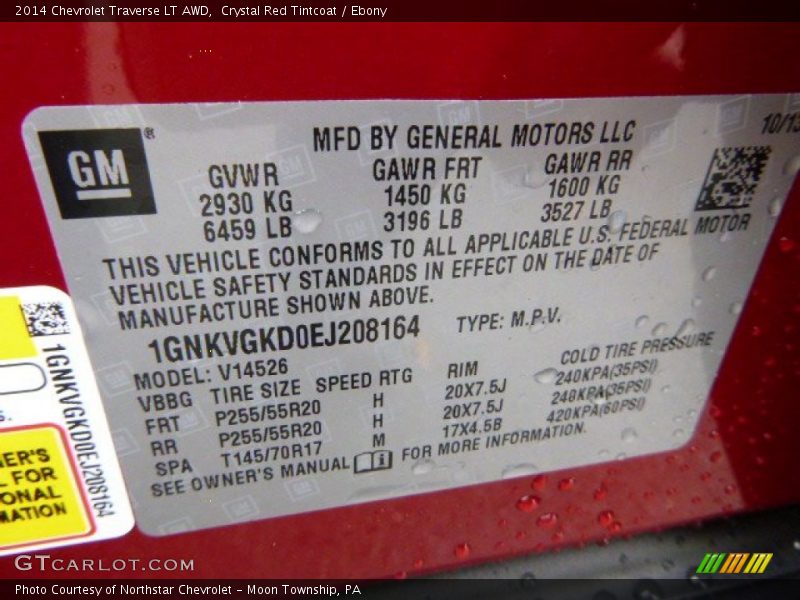 2014 Chevrolet Traverse LT AWD, Crystal Red Tintcoat / Ebony
GM ®
MFD BY GENERAL MOTORS LLC
10/13
GVWR GAWR FRT GAWR RR
2930 KG 1450 KG 1600 KG
6459 LB 3196 LB 3527 LB
THIS VEHICLE CONFORMS TO ALL APPLICABLE U.S. FEDERAL MOTOR
VEHICLE SAFETY STANDARDS IN EFFECT ON THE DATE OF
MANUFACTURE SHOWN ABOVE.
1GNKVGKD0EJ208164 TYPE: M.P.V.
MODEL: V14526
VBBG TIRE SIZE SPEED RTG RIM COLD TIRE PRESSURE
FRT P255/55R20 H 20X7.5J 240KPA(35PSI)
RR P255/55R20 H 20X7.5J 240KPA(35PSI)
SPA T145/70R17 M 17X4.5B 420KPA(60PSI)
SEE OWNER'S MANUAL FOR MORE INFORMATION.
1GNKVGKD0EJ208164
S.
NER'S
L FOR
ONAL
MATION
GTCARLOT.COM
Photo Courtesy of Northstar Chevrolet - Moon Township, PA